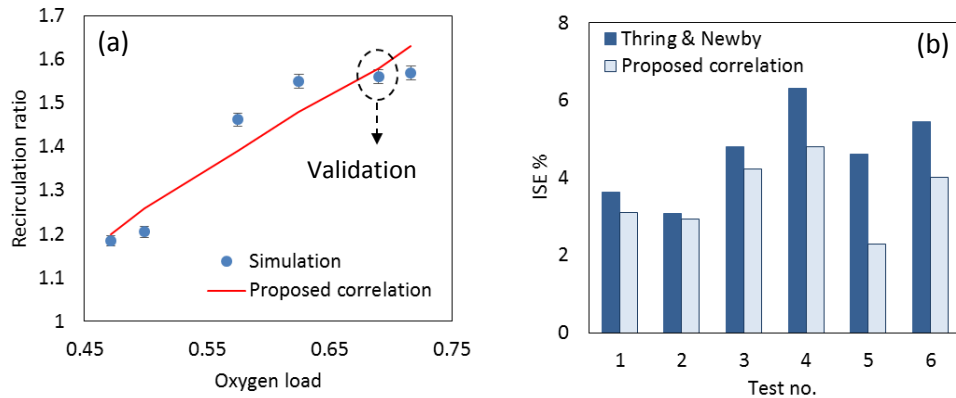 (a)
Recirculation ratio
1.7
1.6
1.5
1.4
1.3
1.2
1.1
1
Validation
Simulation
Proposed correlation
0.45
0.55
0.65
0.75
Oxygen load
(b)
ISE %
8
6
4
2
0
Thring & Newby
Proposed correlation
1
2
3
4
5
6
Test no.